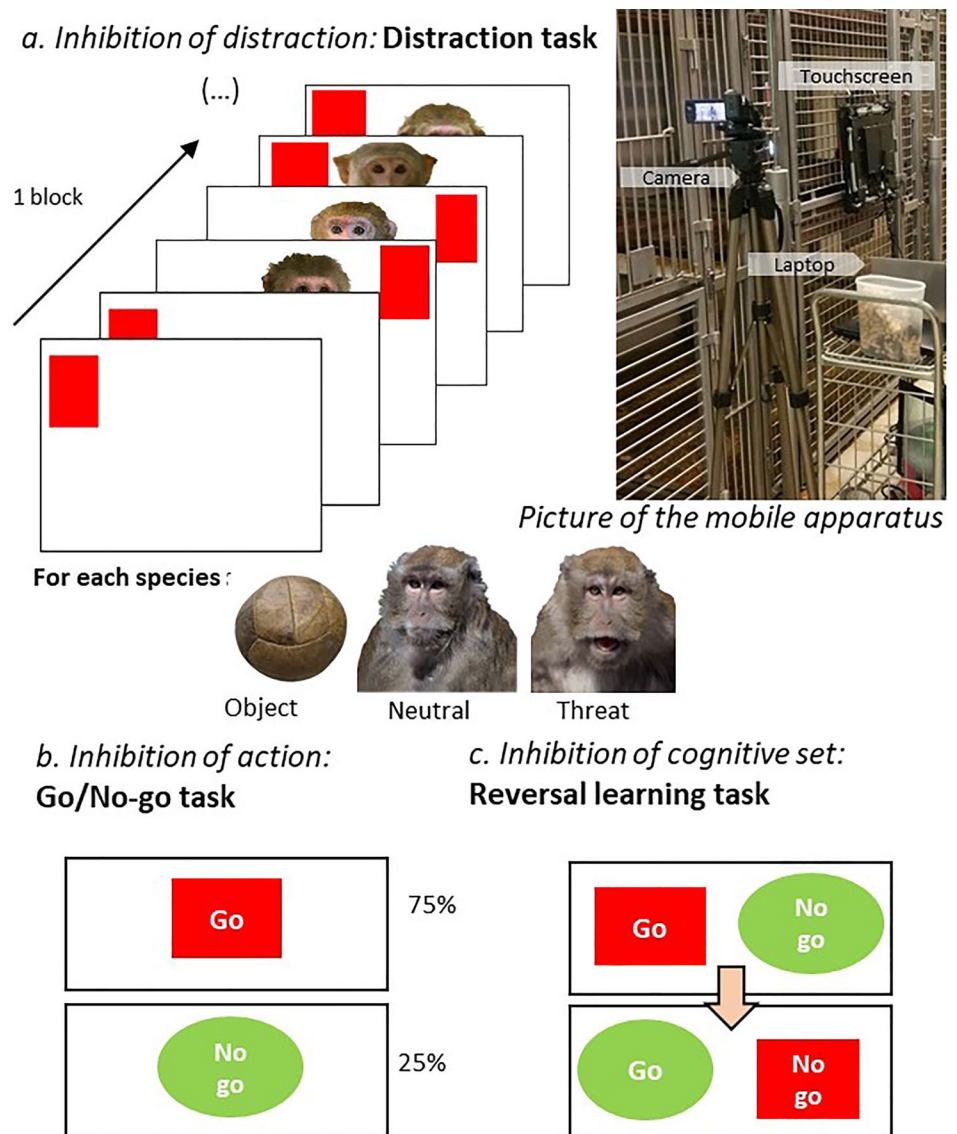 a. Inhibition of distraction: Distraction task
(...)
1 block
Touchscreen
Camera
Laptop
Picture of the mobile apparatus
For each species :
Object
Neutral
Threat
b. Inhibition of action:
Go/No-go task
Go
75%
No
go
25%
c. Inhibition of cognitive set:
Reversal learning task
Go
No
go
Go
No
go